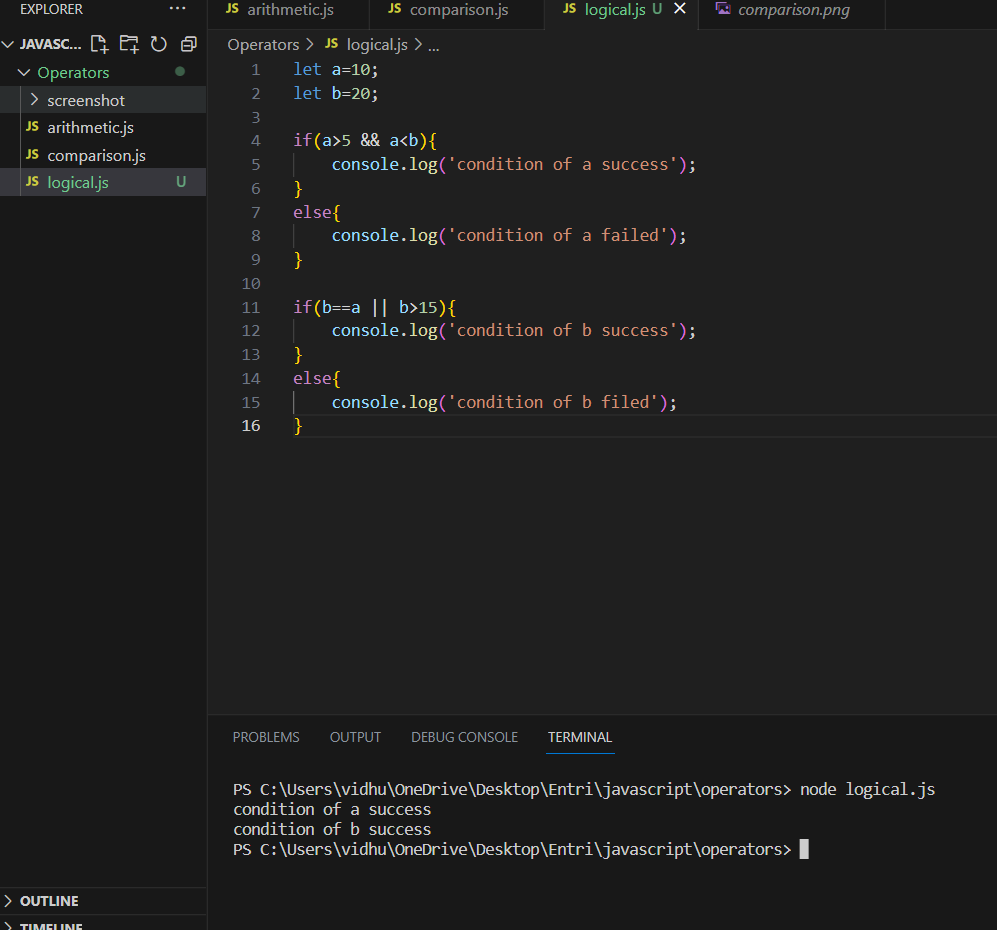 EXPLORER ...
JS arithmetic.js JS comparison.js JS logical.js U comparison.png
JAVASC...
Operators
screenshot
JS arithmetic.js
JS comparison.js
JS logical.js U
Operators > JS logical.js > ...
1 let a=10;
2 let b=20;
3
4 if(a>5 && a<b){
5 console.log('condition of a success');
6 }
7 else{
8 console.log('condition of a failed');
9 }
10
11 if(b==a || b>15){
12 console.log('condition of b success');
13 }
14 else{
15 console.log('condition of b filed');
16 }
PROBLEMS OUTPUT DEBUG CONSOLE TERMINAL
PS C:\Users\vidhu\OneDrive\Desktop\Entri\javascript\operators> node logical.js
condition of a success
condition of b success
PS C:\Users\vidhu\OneDrive\Desktop\Entri\javascript\operators>
OUTLINE
TIMELINE